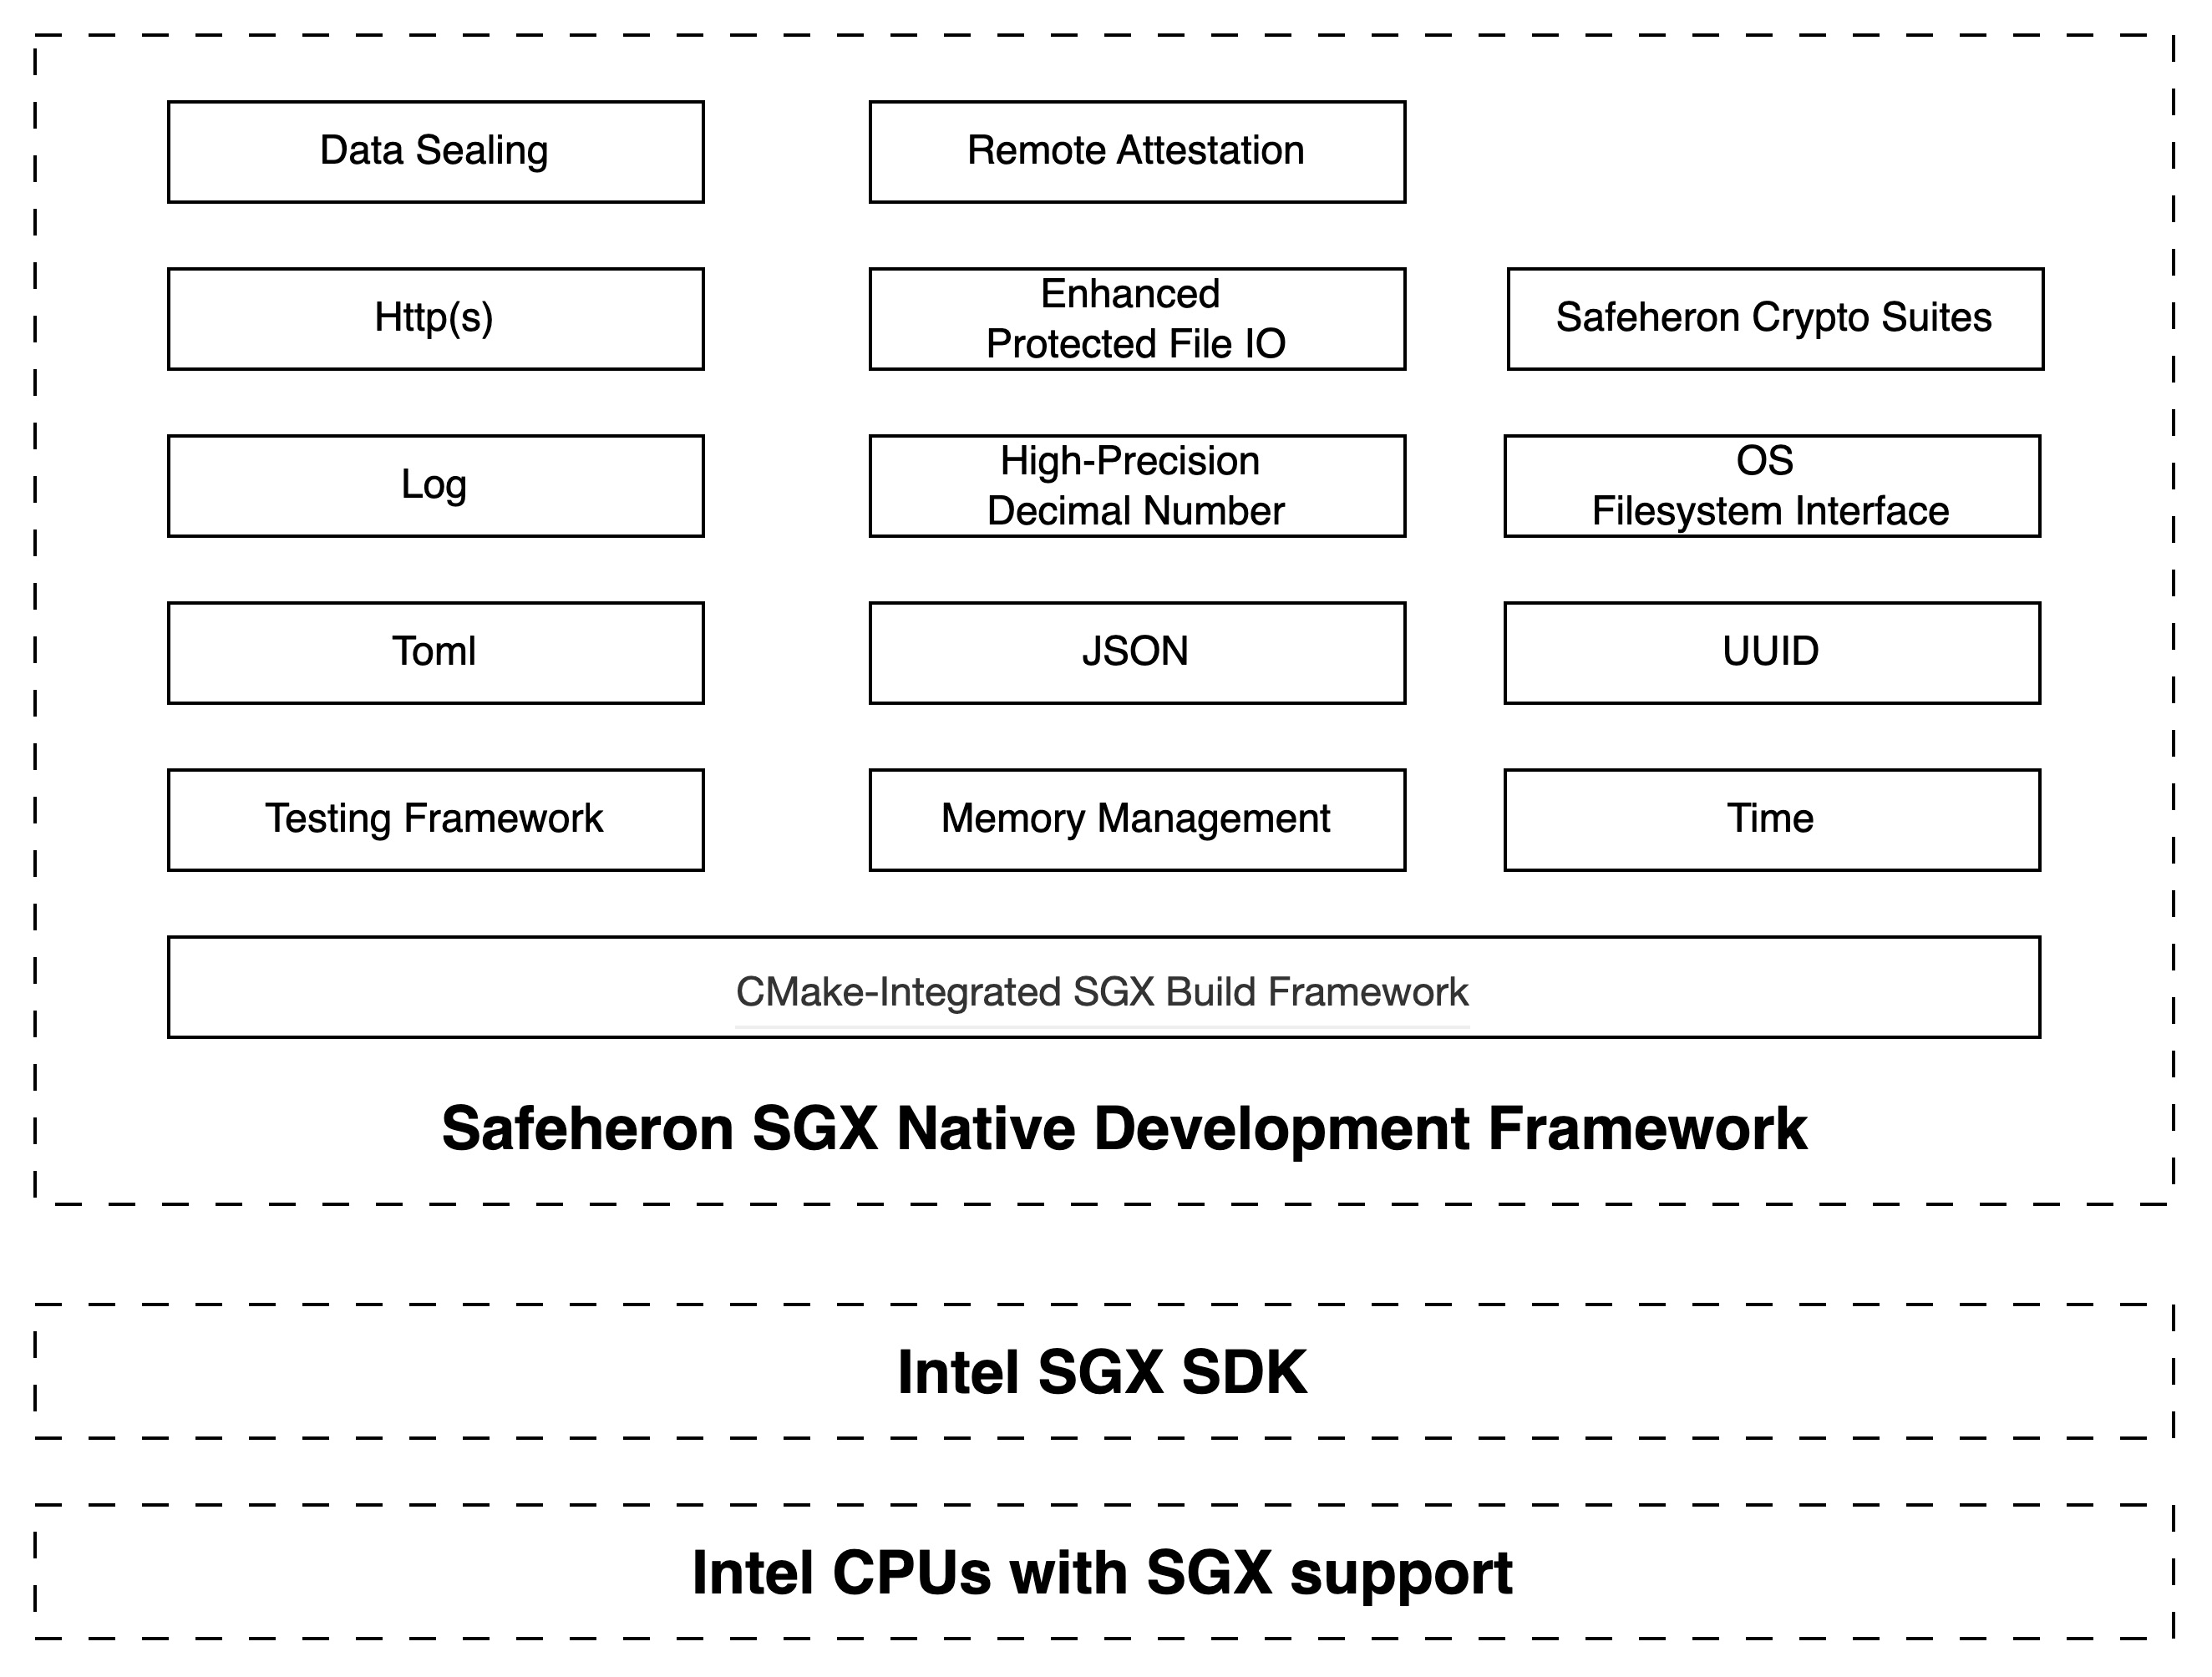 Data Sealing
Remote Attestation
Http(s)
Enhanced
Protected File IO
Safeheron Crypto Suites
Log
High-Precision
Decimal Number
OS
Filesystem Interface
Toml
JSON
UUID
Testing Framework
Memory Management
Time
CMake-Integrated SGX Build Framework
Safeheron SGX Native Development Framework
Intel SGX SDK
Intel CPUs with SGX support